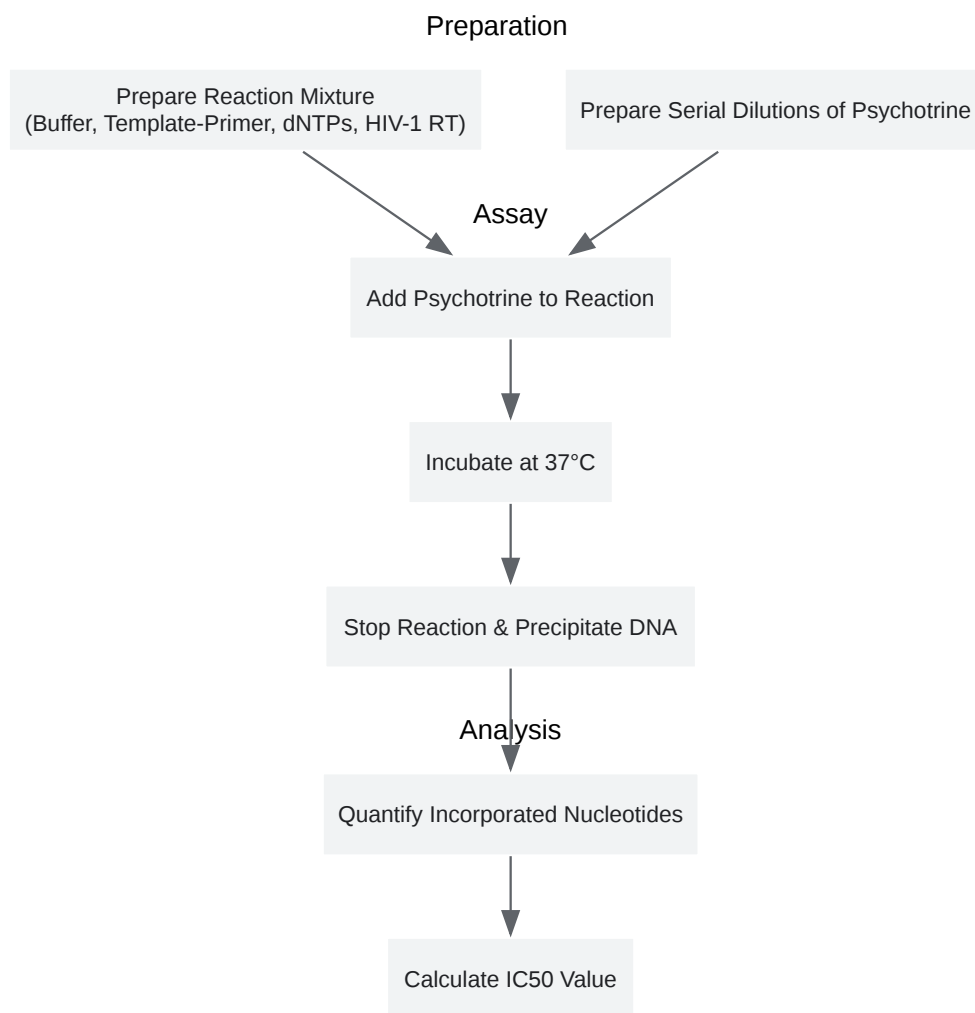 Preparation
Prepare Reaction Mixture
(Buffer, Template-Primer, dNTPs, HIV-1 RT)
Prepare Serial Dilutions of Psychotrine
Assay
Add Psychotrine to Reaction
Incubate at 37°C
Stop Reaction & Precipitate DNA
Analysis
Quantify Incorporated Nucleotides
Calculate IC50 Value